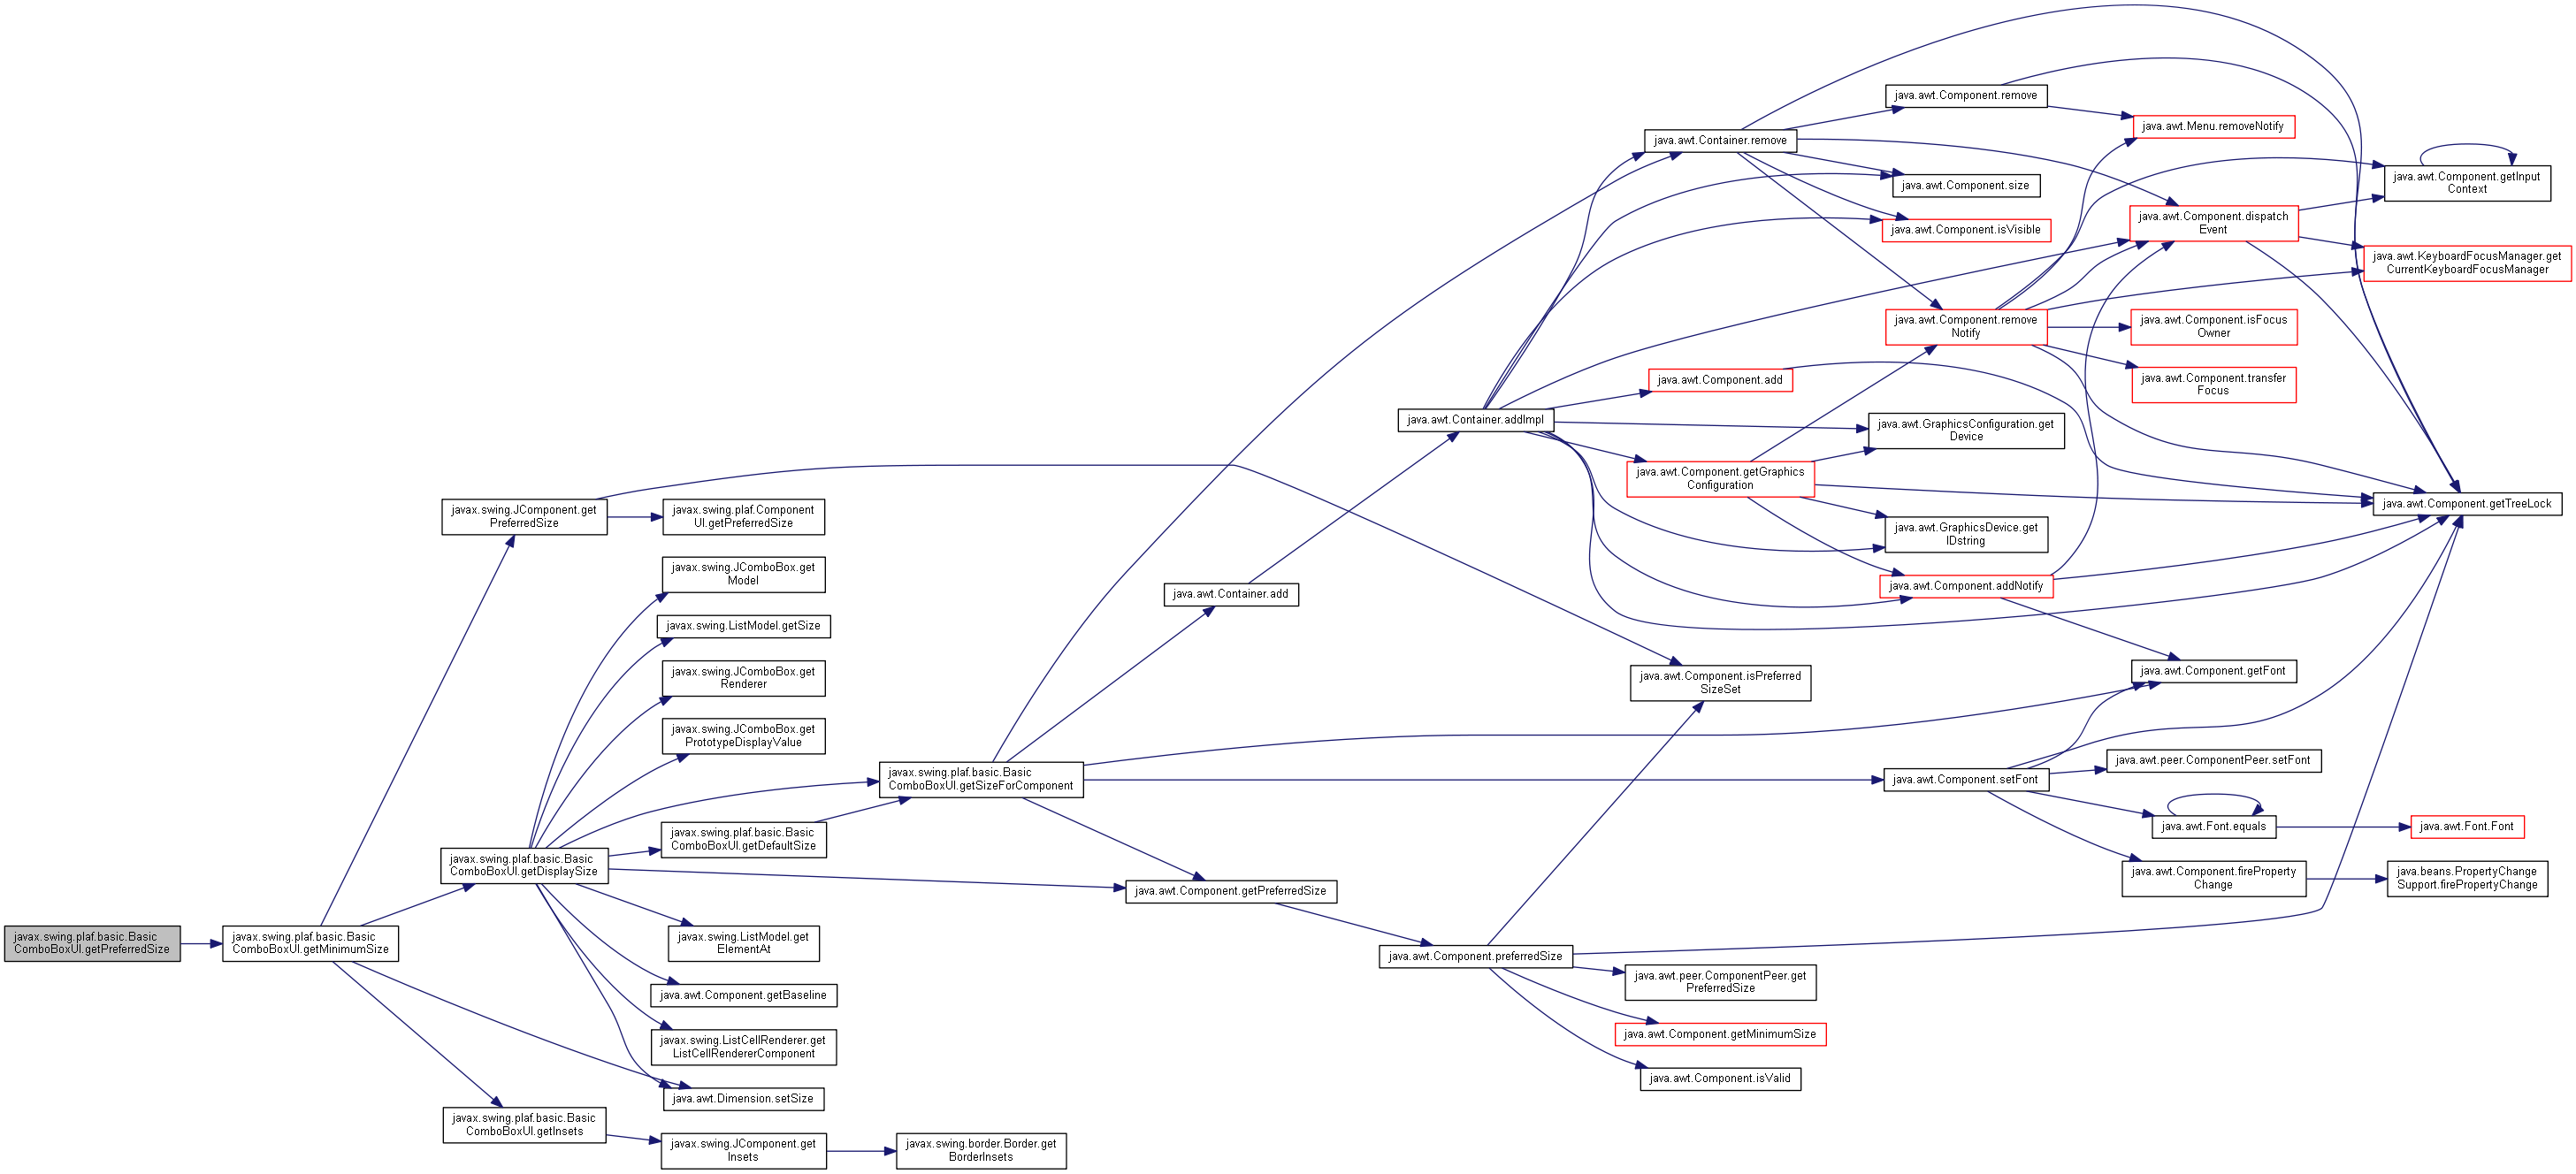 javax.swing.plaf.basic.Basic
ComboBoxUI.getPreferredSize
javax.swing.plaf.basic.Basic
ComboBoxUI.getMinimumSize
javax.swing.JComponent.get
PreferredSize
javax.swing.plaf.basic.Basic
ComboBoxUI.getDisplaySize
javax.swing.plaf.basic.Basic
ComboBoxUI.getInsets
javax.swing.plaf.Component
UI.getPreferredSize
javax.swing.JComboBox.get
Model
javax.swing.ListModel.getSize
javax.swing.JComboBox.get
Renderer
javax.swing.JComboBox.get
PrototypeDisplayValue
javax.swing.plaf.basic.Basic
ComboBoxUI.getDefaultSize
javax.swing.ListModel.get
ElementAt
java.awt.Component.getBaseline
javax.swing.ListCellRenderer.get
ListCellRendererComponent
java.awt.Dimension.setSize
javax.swing.JComponent.get
Insets
javax.swing.plaf.basic.Basic
ComboBoxUI.getSizeForComponent
javax.swing.border.Border.get
BorderInsets
java.awt.Container.add
java.awt.Component.getPreferredSize
java.awt.Container.addImpl
java.awt.Component.preferredSize
java.awt.Container.remove
java.awt.Component.add
java.awt.Component.getGraphics
Configuration
java.awt.Component.isPreferred
SizeSet
java.awt.peer.ComponentPeer.get
PreferredSize
java.awt.Component.getMinimumSize
java.awt.Component.isValid
java.awt.Component.remove
java.awt.Component.size
java.awt.Component.isVisible
java.awt.Component.remove
Notify
java.awt.GraphicsConfiguration.get
Device
java.awt.GraphicsDevice.get
IDstring
java.awt.Component.addNotify
java.awt.Component.setFont
java.awt.Menu.removeNotify
java.awt.Component.dispatch
Event
java.awt.Component.isFocus
Owner
java.awt.Component.transfer
Focus
java.awt.Component.getFont
java.awt.peer.ComponentPeer.setFont
java.awt.Font.equals
java.awt.Component.fireProperty
Change
java.awt.Component.getInput
Context
java.awt.KeyboardFocusManager.get
CurrentKeyboardFocusManager
java.awt.Component.getTreeLock
java.awt.Font.Font
java.beans.PropertyChange
Support.firePropertyChange